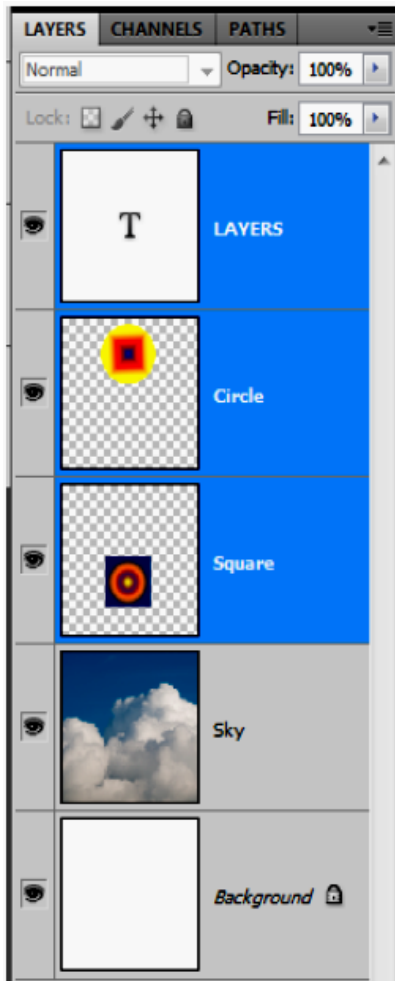 LAYERS CHANNELS PATHS
Normal Opacity: 100%
Lock: Fill: 100%
T
LAYERS
Circle
Square
Sky
Background